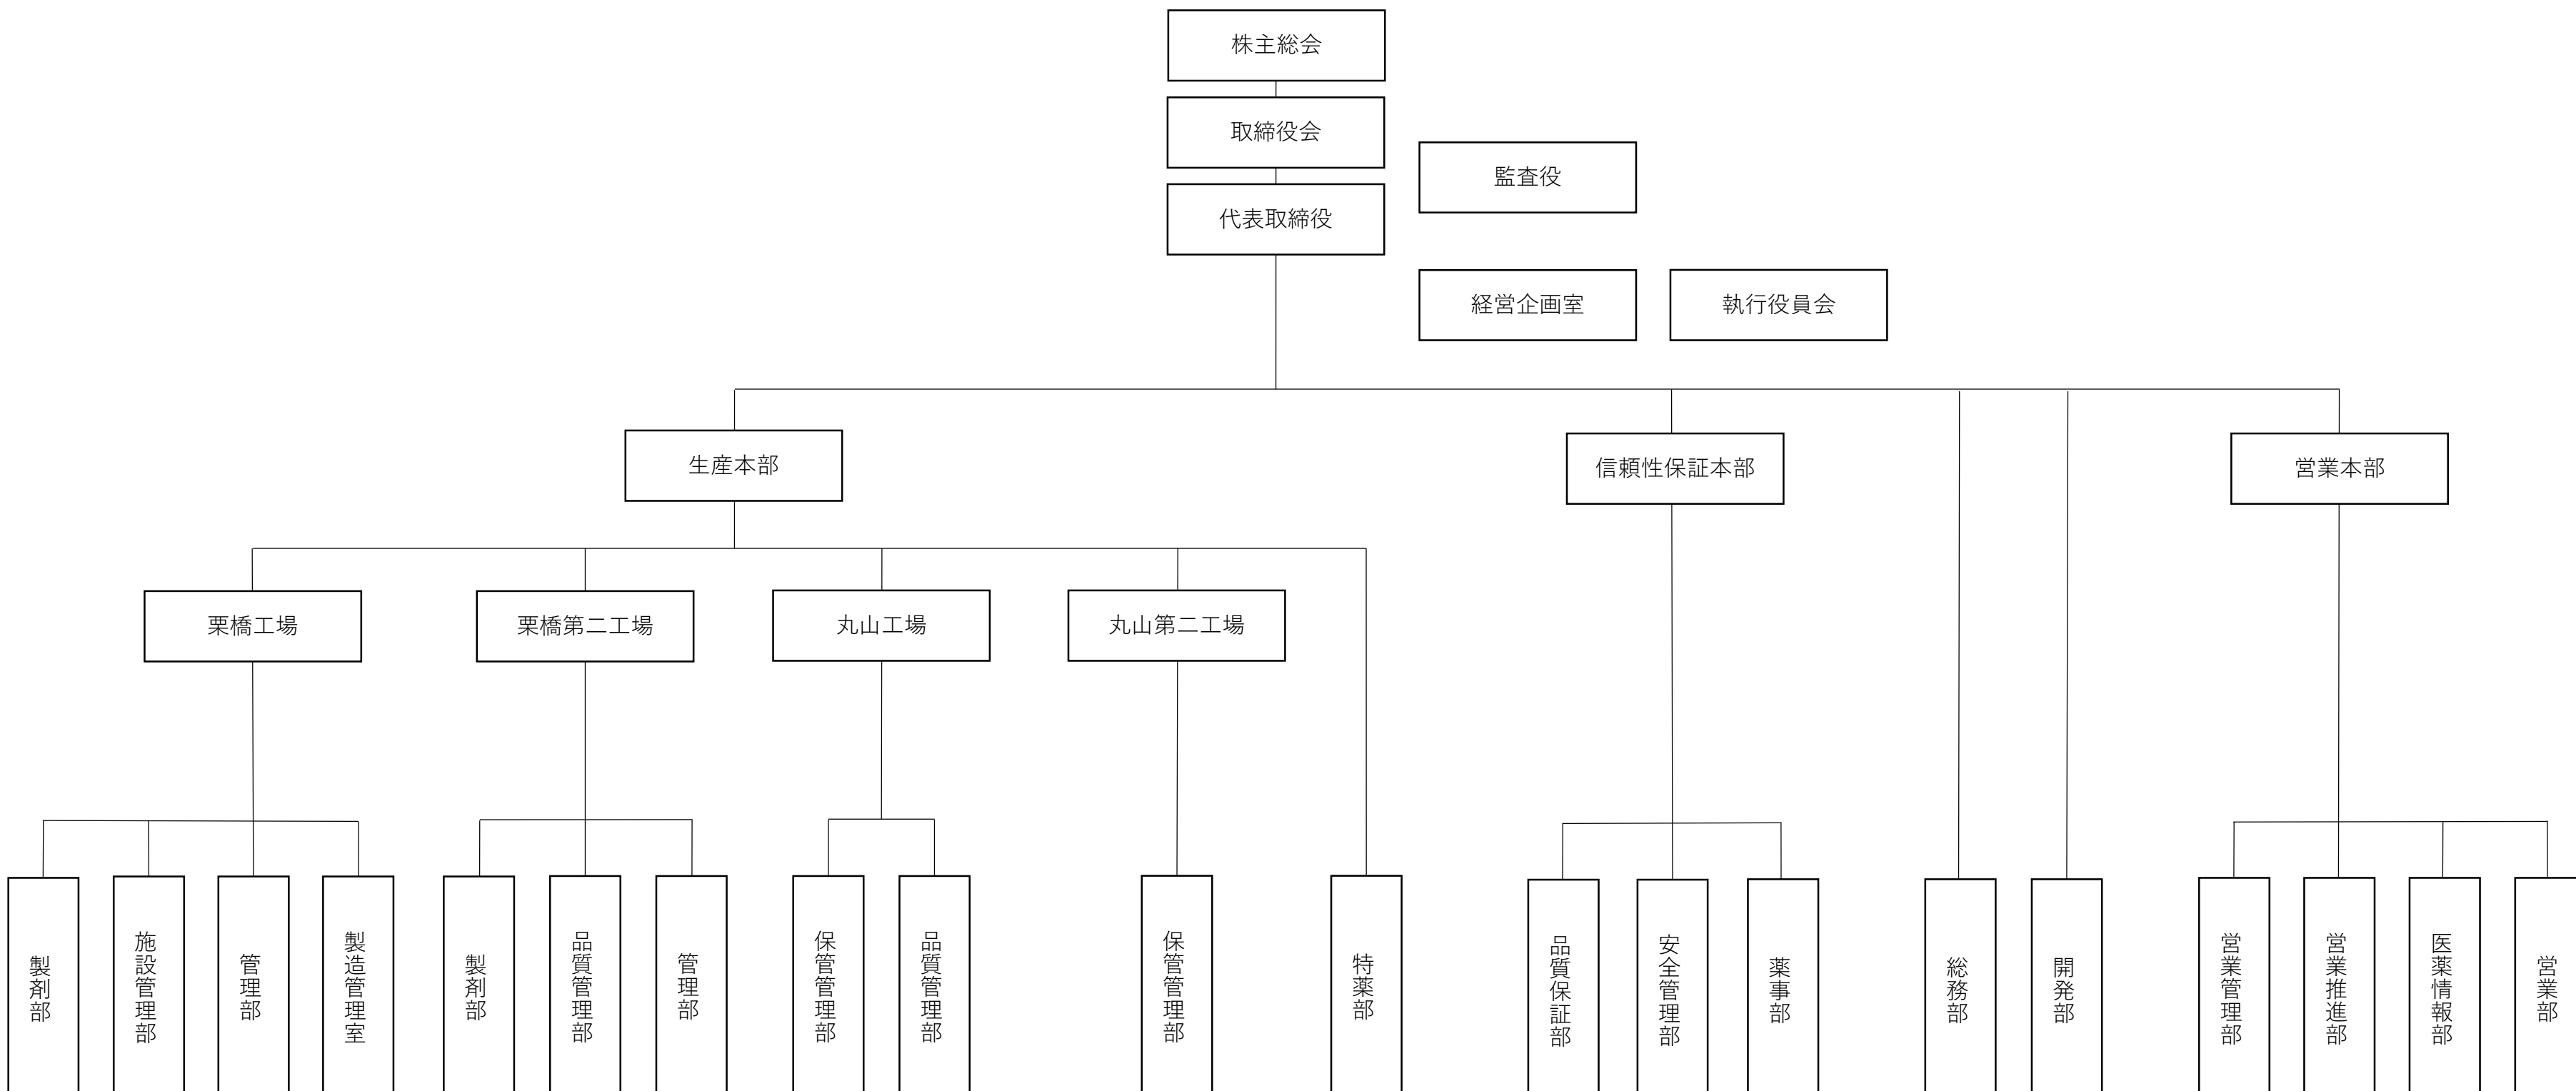 株主総会
取締役会
監査役
代表取締役
経営企画室
執行役員会
生産本部
信頼性保証本部
営業本部
栗橋工場
栗橋第二工場
丸山工場
丸山第二工場
製剤部
施設管理部
管理部
製造管理室
製剤部
品質管理部
管理部
保管管理部
品質管理部
保管管理部
特薬部
品質保証部
安全管理部
薬事部
総務部
開発部
営業管理部
営業推進部
医薬情報部
営業部